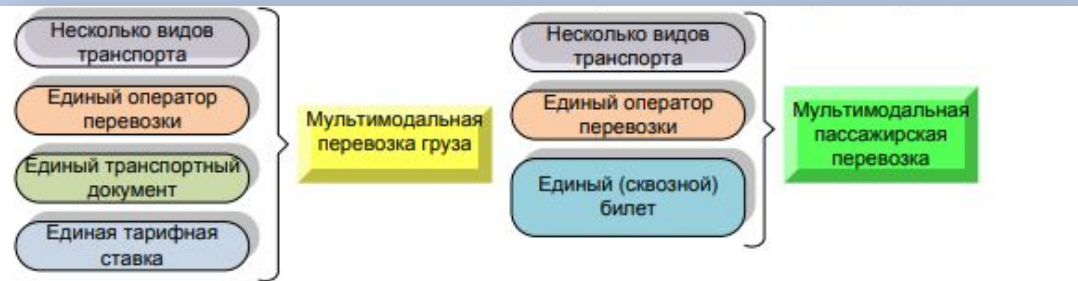 Несколько видов
транспорта
Единый оператор
перевозки
Единый транспортный
документ
Единая тарифная
ставка
Мультимодальная
перевозка груза
Несколько видов
транспорта
Единый оператор
перевозки
Единый (сквозной)
билет
Мультимодальная
пассажирская
перевозка